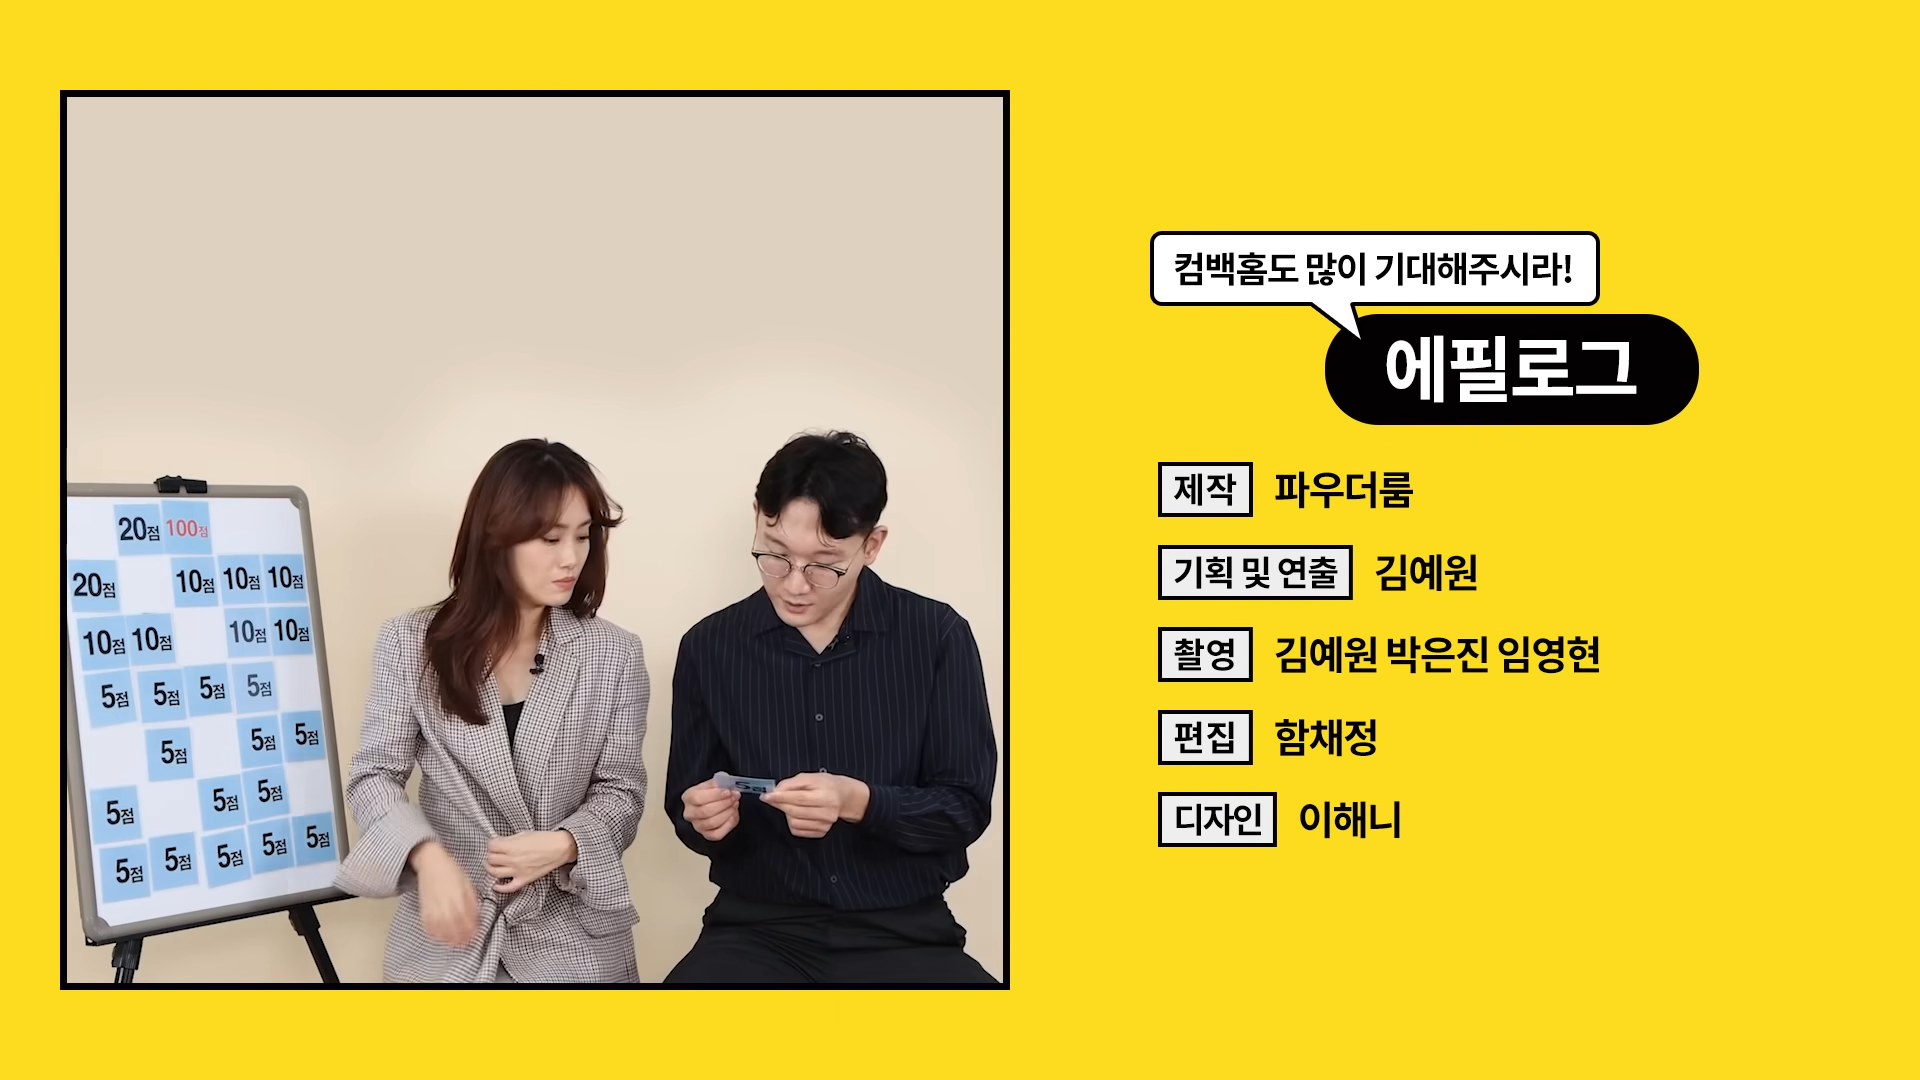 20점 100점
20점 10점 10점 10점
10점 10점 10점 10점
5점 5점 5점 5점
5점 5점 5점
5점 5점 5점
5점 5점 5점 5점 5점
5점
컴백홈도 많이 기대해주시라!
에필로그
제작 파우더룸
기획 및 연출 김예원
촬영 김예원 박은진 임영현
편집 함채정
디자인 이해니